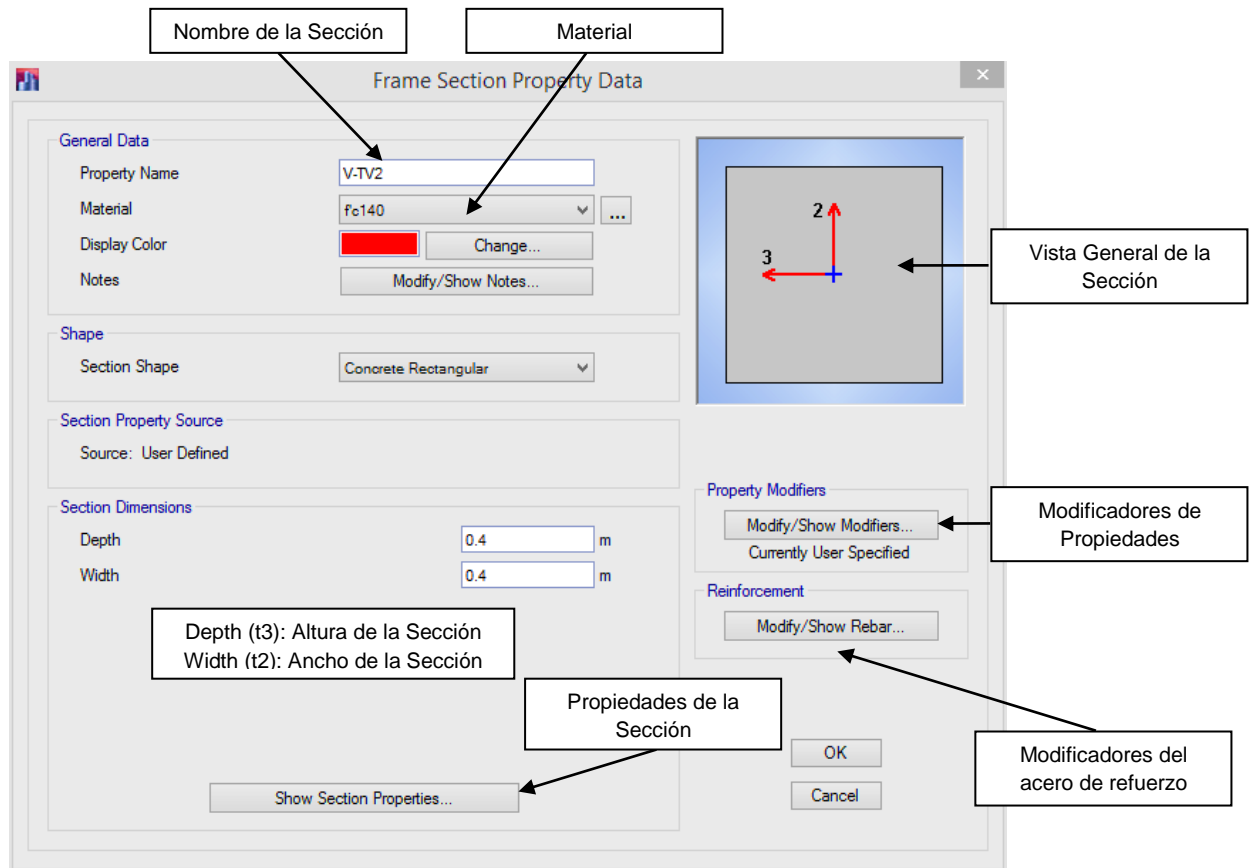 Nombre de la Sección
Material
Frame Section Property Data
General Data
Property Name
V-TV2
Material
f'c140
...
Display Color
Change...
Notes
Modify/Show Notes...
2
3
Vista General de la
Sección
Shape
Section Shape
Concrete Rectangular
Section Property Source
Source: User Defined
Section Dimensions
Depth
0.4
m
Width
0.4
m
Depth (t3): Altura de la Sección
Width (t2): Ancho de la Sección
Property Modifiers
Modify/Show Modifiers...
Currently User Specified
Modificadores de
Propiedades
Reinforcement
Modify/Show Rebar...
Propiedades de la
Sección
Modificadores del
acero de refuerzo
OK
Show Section Properties...
Cancel